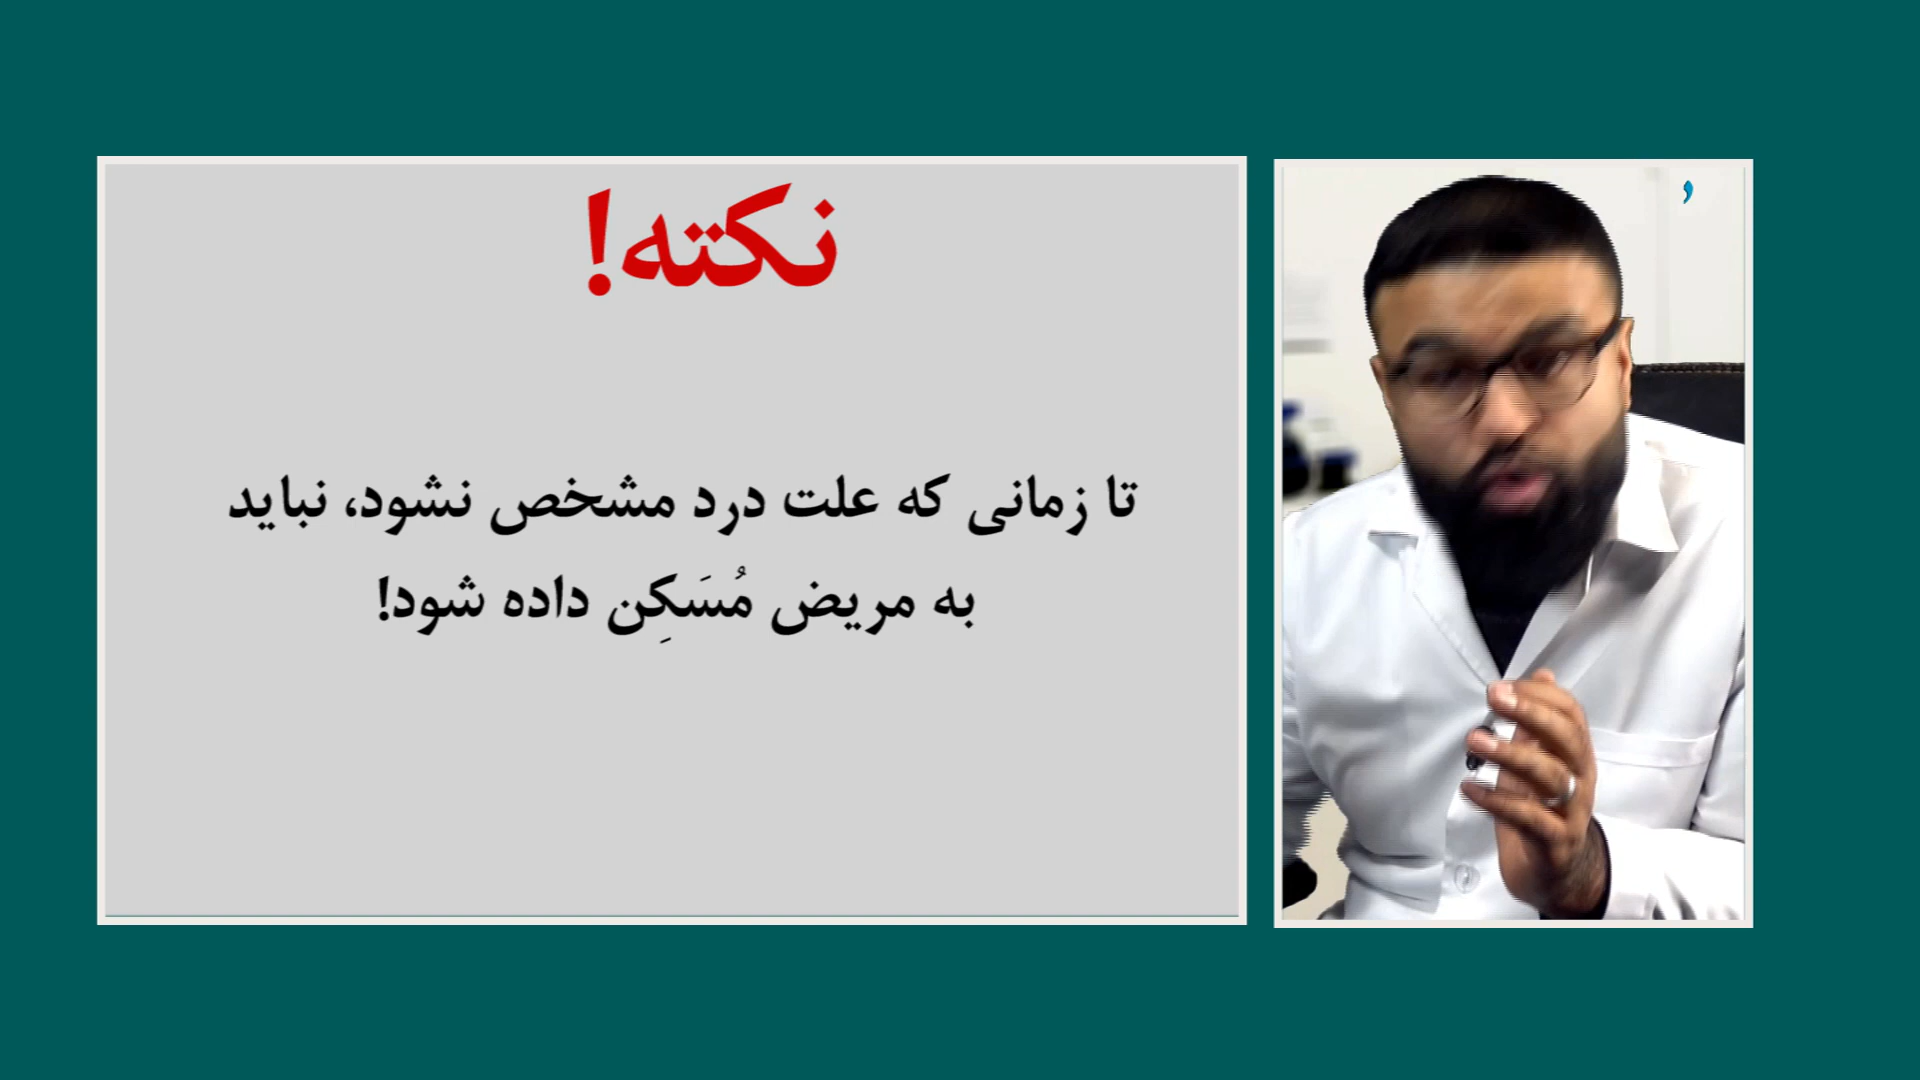 نکته!
تا زمانی که علت درد مشخص نشود، نباید
به مریض مُسَکِن داده شود!